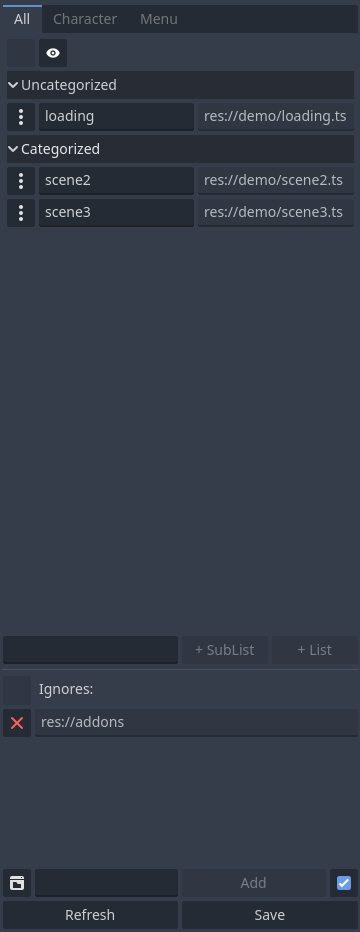 All Character Menu
Uncategorized
loading res://demo/loading.ts
Categorized
scene2 res://demo/scene2.ts
scene3 res://demo/scene3.ts
+ SubList + List
Ignores:
res://addons
Add
Refresh Save